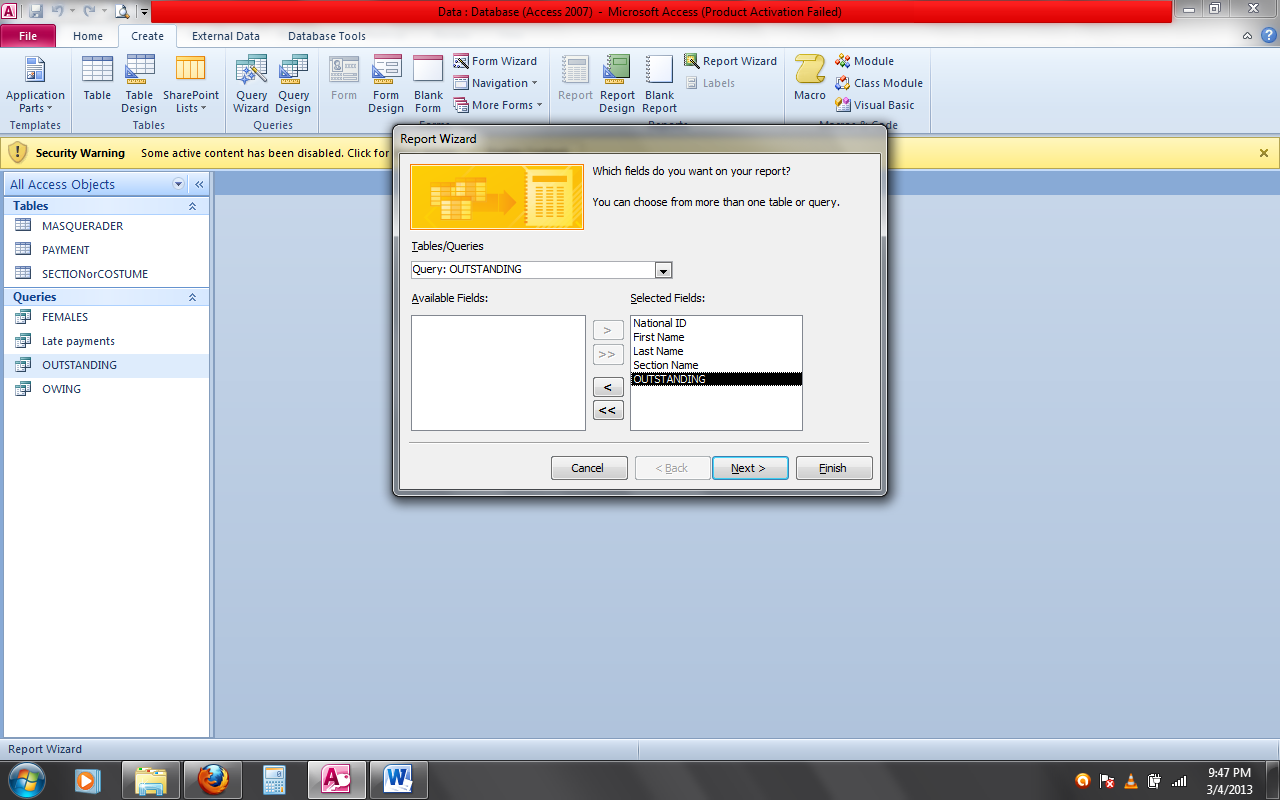 Data : Database (Access 2007) - Microsoft Access (Product Activation Failed)
File Home Create External Data Database Tools
Application Parts
Table
Table Design
SharePoint Lists
Query Wizard
Query Design
Form
Form Design
Blank Form
Form Wizard
Navigation
More Forms
Report
Report Design
Blank Report
Report Wizard
Labels
Macro
Module
Class Module
Visual Basic
Templates Tables Queries
Security Warning Some active content has been disabled. Click for
All Access Objects
Tables
MASQUERADER
PAYMENT
SECTIONorCOSTUME
Queries
FEMALES
Late payments
OUTSTANDING
OWING
Report Wizard
Which fields do you want on your report?
You can choose from more than one table or query.
Tables/Queries
Query: OUTSTANDING
Available Fields:
Selected Fields:
>
>>
<
<<
National ID
First Name
Last Name
Section Name
OUTSTANDING
Cancel < Back Next > Finish
Report Wizard
9:47 PM
3/4/2013